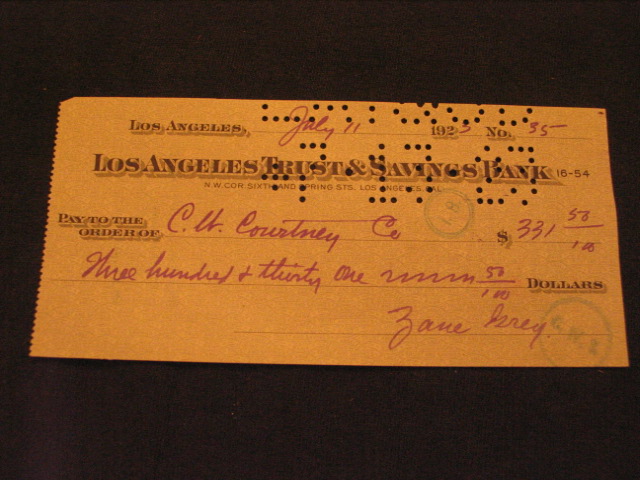 Los Angeles, July 11 1923 No. 35
Los Angeles Trust & Savings Bank 16-54
N.W. COR. SIXTH AND SPRING STS. LOS ANGELES, CAL.
Pay to the order of C. H. Courtney Co $ 331 50/100
Three hundred & thirty one 50/100 Dollars
Zane Grey